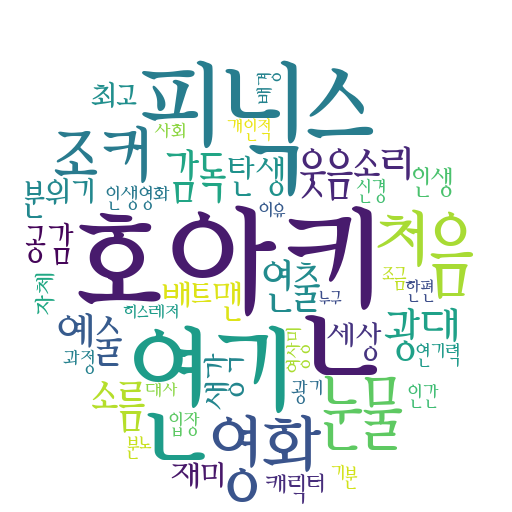 배경
최고
피닉스
사회
개인적
조커
감독
탄생
웃음소리
분위기
인생영화
신경
인생
이유
공감
호아킨
처음
자체
배트맨
연출
조금
한편
히스레저
누구
예술
연기
생각
영상미
세상
광대
과정
연기력
소름
대사
광기
눈물
인간
입장
영화
분노
재미
캐릭터
기분